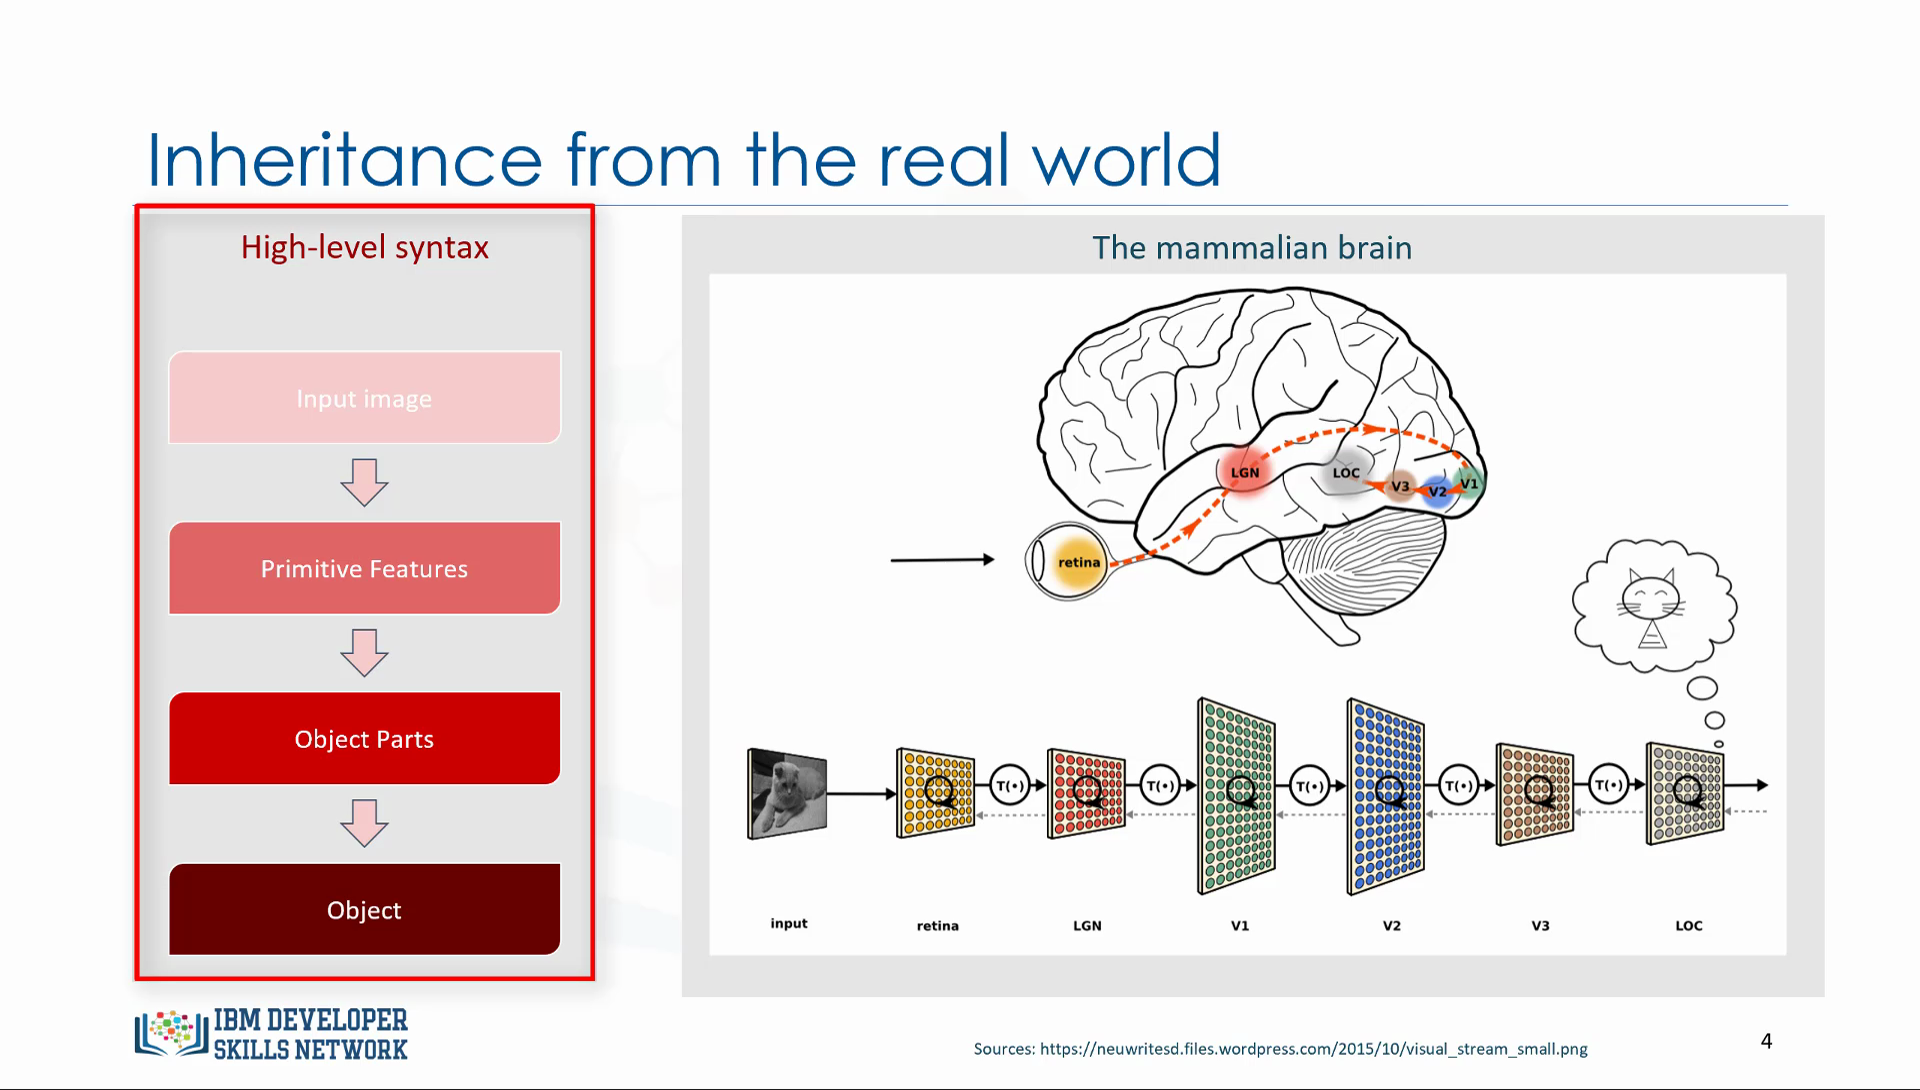 Inheritance from the real world
High-level syntax
Input image
Primitive Features
Object Parts
Object
The mammalian brain
LGN
LOC
V3
V2
V1
retina
T(•)
T(•)
T(•)
T(•)
T(•)
input
retina
LGN
V1
V2
V3
LOC
IBM DEVELOPER
SKILLS NETWORK
Sources: https://neuwritesd.files.wordpress.com/2015/10/visual_stream_small.png
4